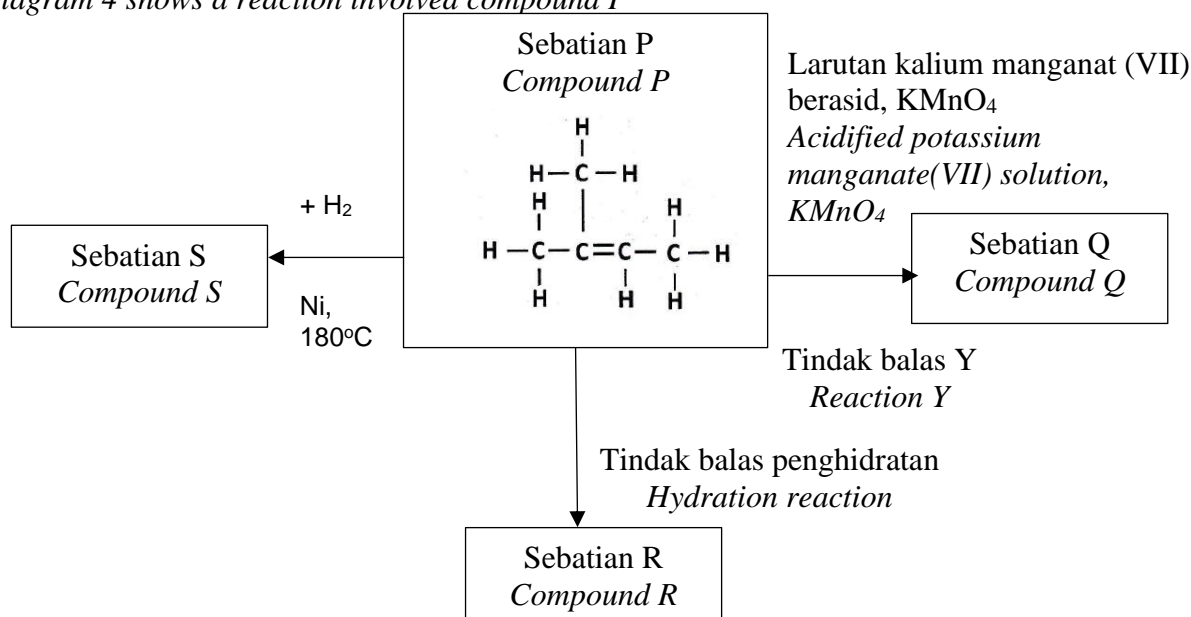 diagram 4 shows a reaction involved compound P
Sebatian P
Compound P
H
H–C–H
H H
H–C–C=C–C–H
H H H
Larutan kalium manganat (VII)
berasid, KMnO4
Acidified potassium
manganate(VII) solution,
KMnO4
+ H2
Ni,
180oC
Sebatian S
Compound S
Sebatian Q
Compound Q
Tindak balas Y
Reaction Y
Tindak balas penghidratan
Hydration reaction
Sebatian R
Compound R